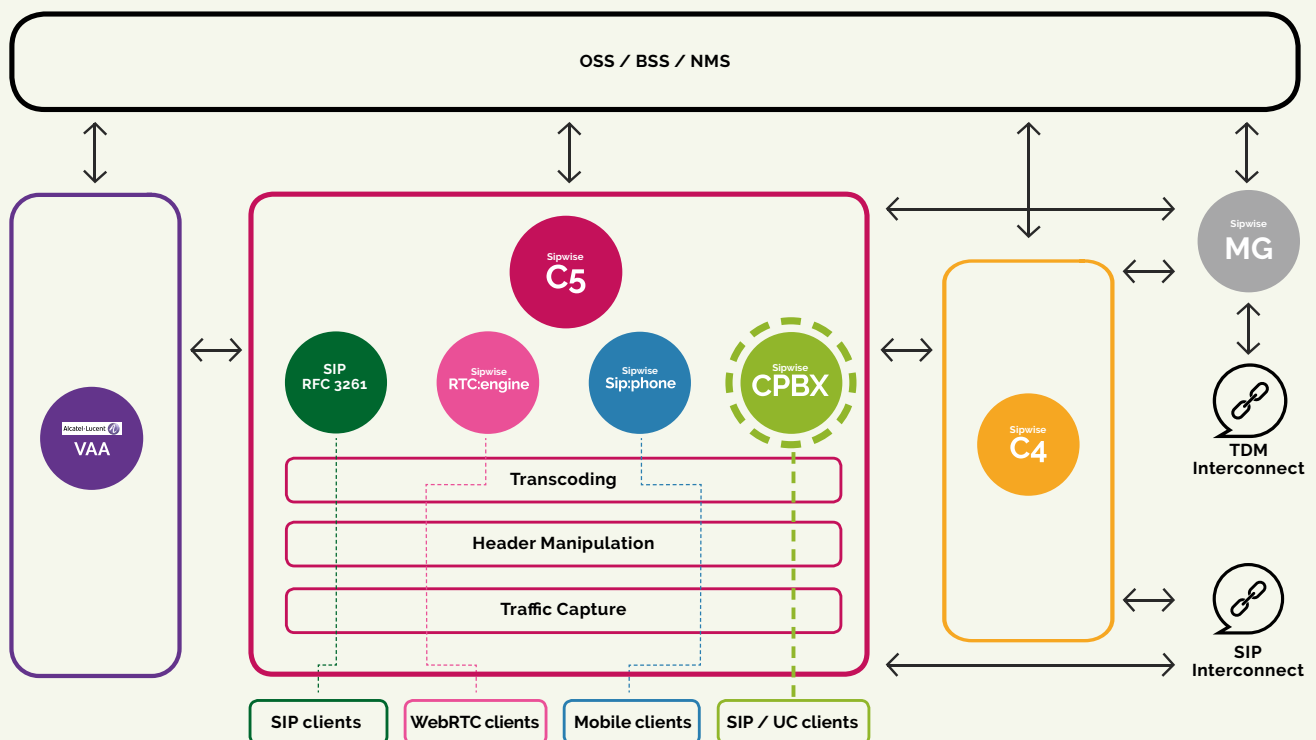 OSS / BSS / NMS
Sipwise
MG
Sipwise
C5
SIP
RFC 3261
Sipwise
RTC:engine
Sipwise
Sip:phone
Sipwise
CPBX
Alcatel·Lucent
VAA
Sipwise
C4
TDM
Interconnect
Transcoding
Header Manipulation
Traffic Capture
SIP
Interconnect
SIP clients
WebRTC clients
Mobile clients
SIP / UC clients